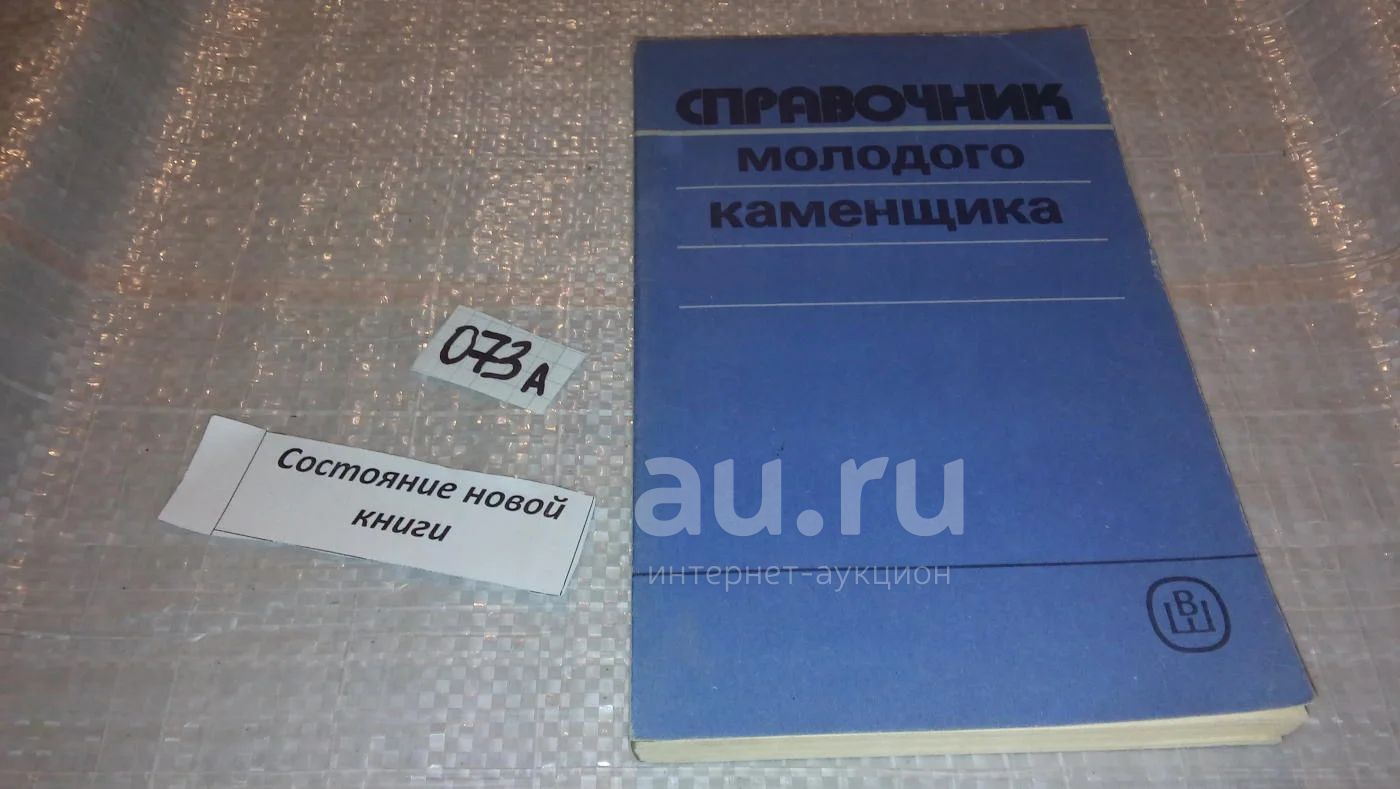 СПРАВОЧНИК
МОЛОДОГО
КАМЕНЩИКА
073А
Состояние новой
книги
au.ru
интернет-аукцион
ВШ